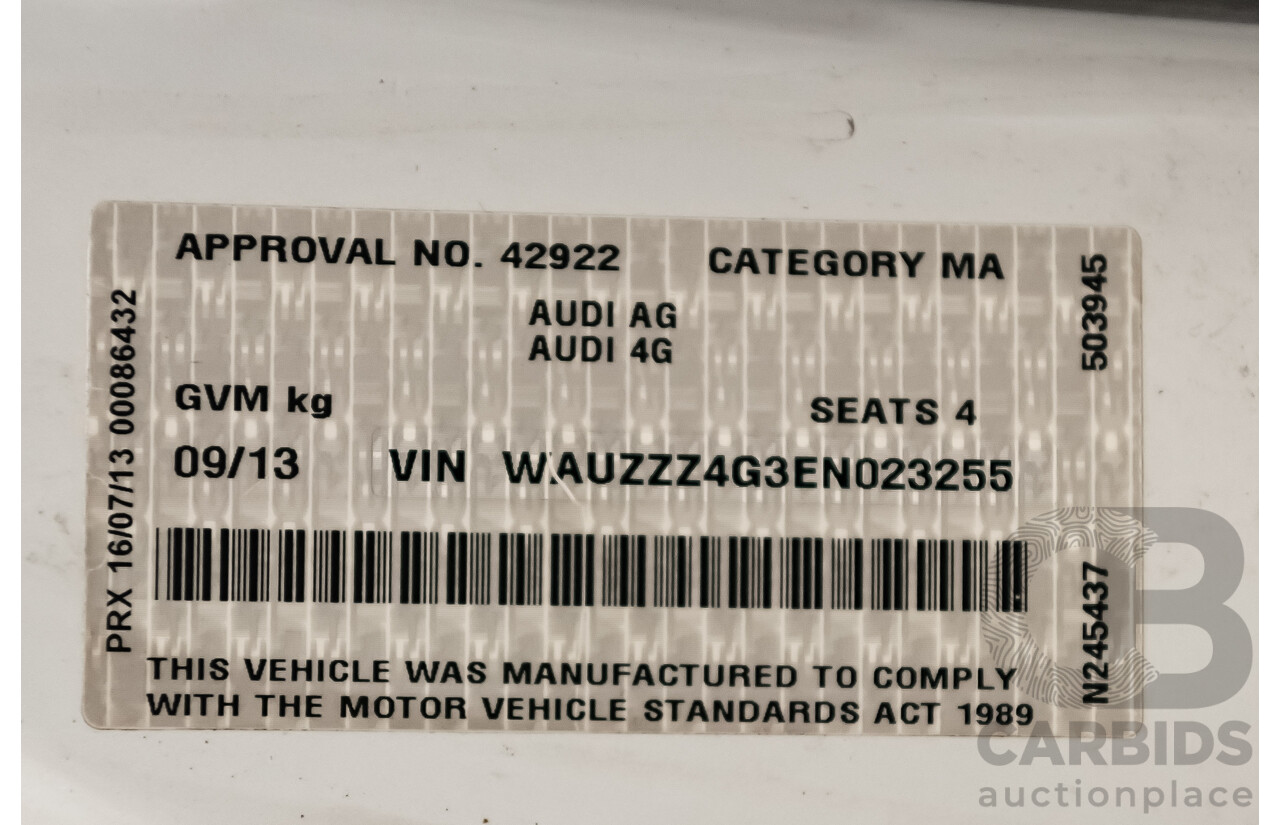 APPROVAL NO. 42922 CATEGORY MA
AUDI AG
AUDI 4G
GVM kg SEATS 4
09/13 VIN WAUZZZ4G3EN023255
THIS VEHICLE WAS MANUFACTURED TO COMPLY
WITH THE MOTOR VEHICLE STANDARDS ACT 1989
PRX 16/07/13 00086432
503945
N245437
CB
CARBIDS
auctionplace